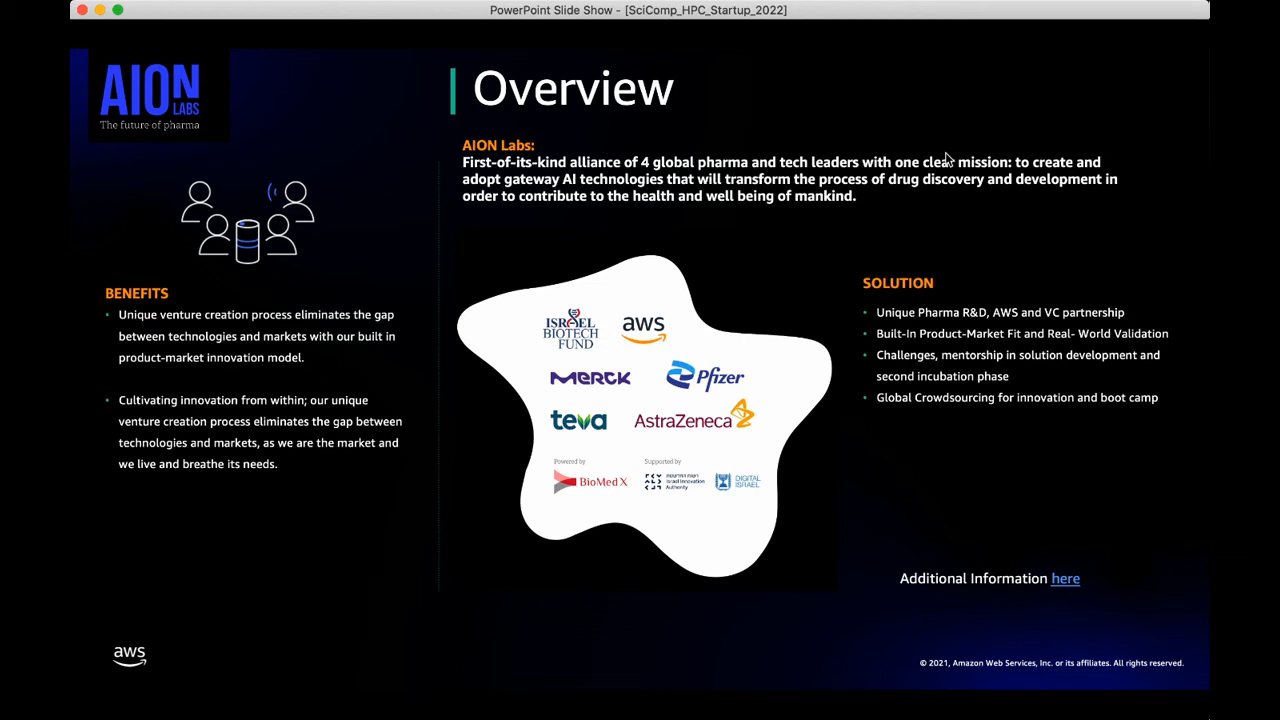 PowerPoint Slide Show - [SciComp_HPC_Startup_2022]
AION
LABS
The future of pharma
Overview
AION Labs:
First-of-its-kind alliance of 4 global pharma and tech leaders with one clear mission: to create and
adopt gateway AI technologies that will transform the process of drug discovery and development in
order to contribute to the health and well being of mankind.
BENEFITS
• Unique venture creation process eliminates the gap
between technologies and markets with our built in
product-market innovation model.
• Cultivating innovation from within; our unique
venture creation process eliminates the gap between
technologies and markets, as we are the market and
we live and breathe its needs.
ISRAEL
BIOTECH
FUND
aws
MERCK
Pfizer
teva
AstraZeneca
Powered by
BioMed X
Supported by
רשות החדשנות
Israel Innovation
Authority
DIGITAL
ISRAEL
SOLUTION
• Unique Pharma R&D, AWS and VC partnership
• Built-In Product-Market Fit and Real- World Validation
• Challenges, mentorship in solution development and
second incubation phase
• Global Crowdsourcing for innovation and boot camp
Additional Information here
aws
© 2021, Amazon Web Services, Inc. or its affiliates. All rights reserved.